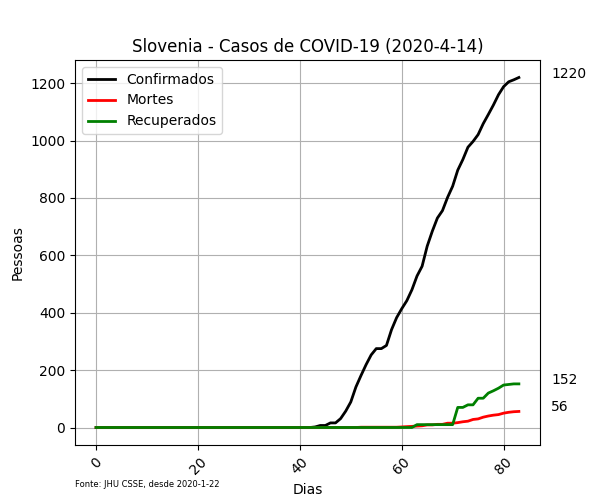 Slovenia - Casos de COVID-19 (2020-4-14)
Confirmados
Mortes
Recuperados
1220
152
56
1200
1000
800
600
400
200
0
Pessoas
0
20
40
60
80
Dias
Fonte: JHU CSSE, desde 2020-1-22